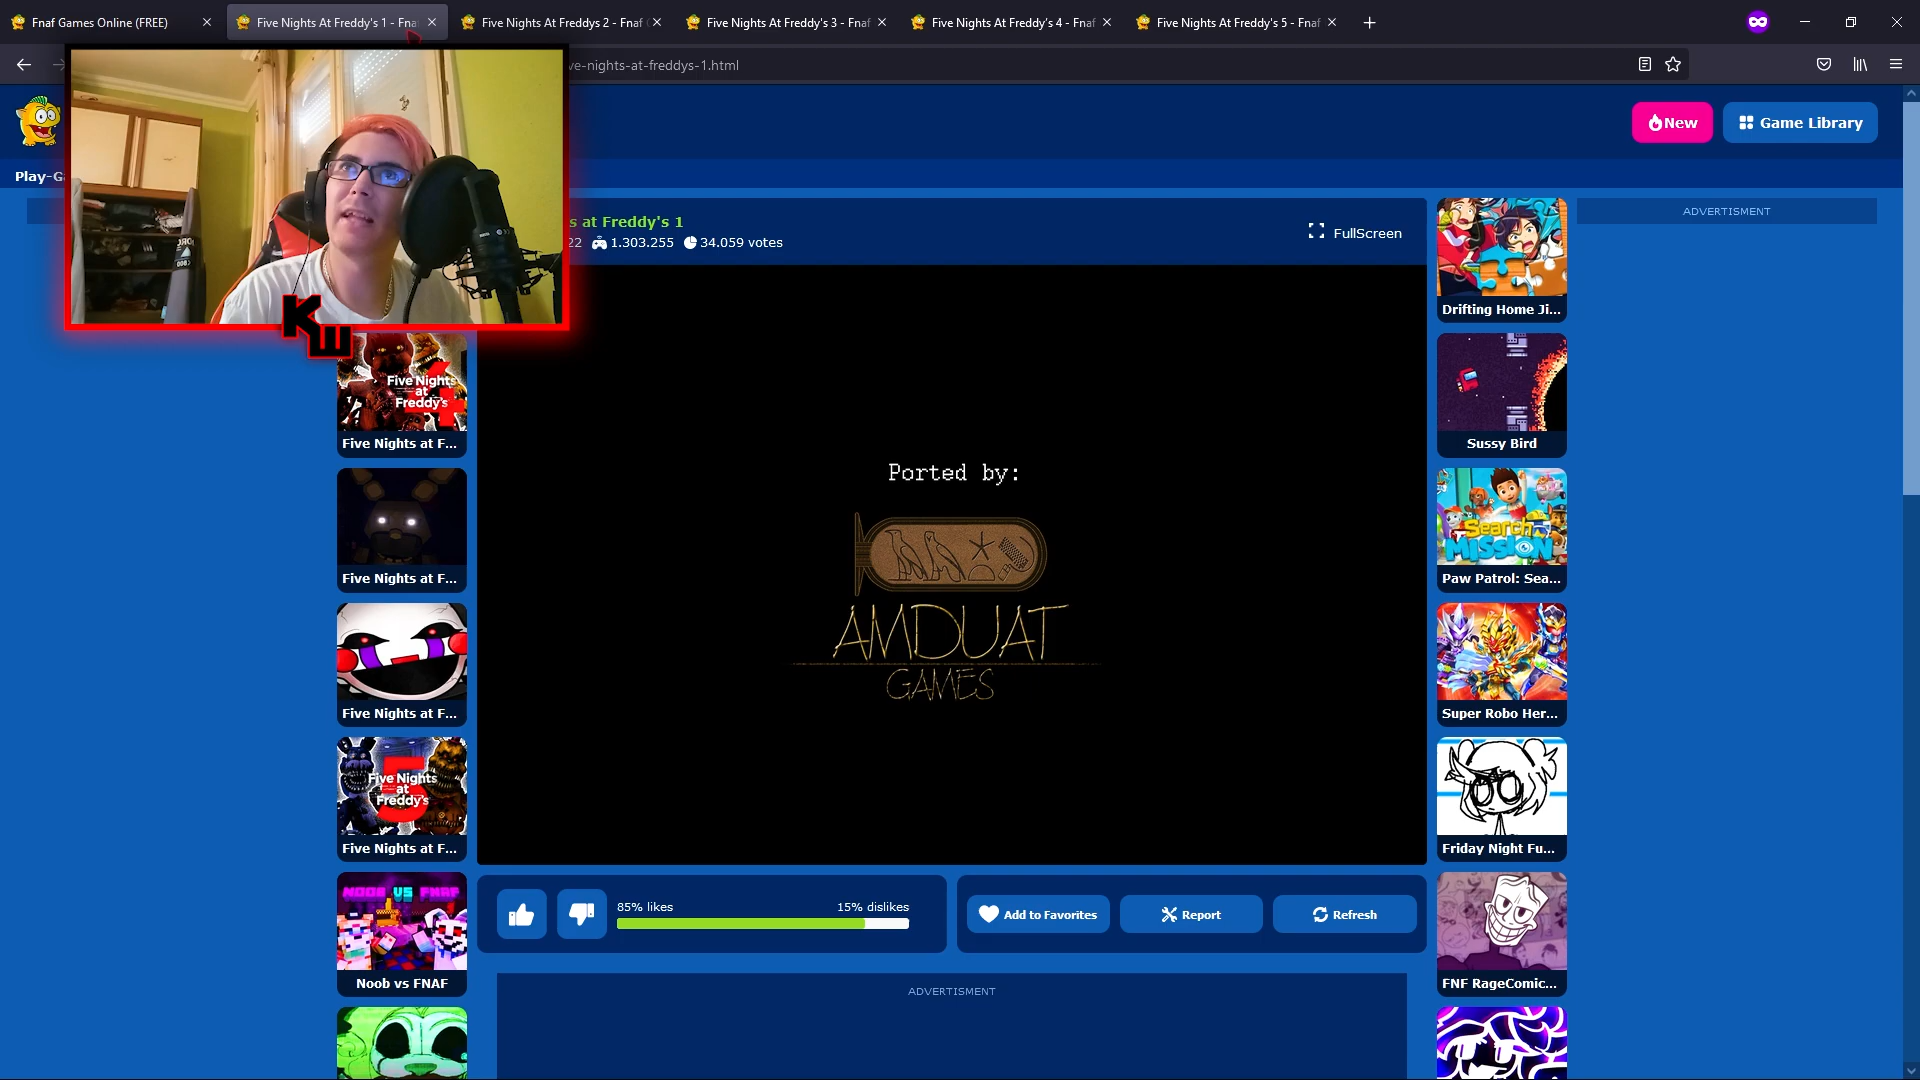 Fnaf Games Online (FREE)
Five Nights At Freddy's 1 - Fna
Five Nights At Freddys 2 - Fnaf
Five Nights At Freddy's 3 - Fnaf
Five Nights At Freddy's 4 - Fnaf
Five Nights At Freddy's 5 - Fnaf
ve-nights-at-freddys-1.html
New
Game Library
Play-Ga
s at Freddy's 1
22 1.303.255 34.059 votes
FullScreen
ADVERTISMENT
KW
Five Nights
at
Freddy's
4
Five Nights at F...
Five Nights at F...
Five Nights at F...
Five Nights
at
Freddy's
5
Five Nights at F...
NOOB VS FNAF
Noob vs FNAF
Ported by:
AMDUAT
GAMES
85% likes
15% dislikes
Add to Favorites
Report
Refresh
ADVERTISMENT
Drifting Home Ji...
Sussy Bird
Search
MISSION
Paw Patrol: Sea...
Super Robo Her...
Friday Night Fu...
FNF RageComic...